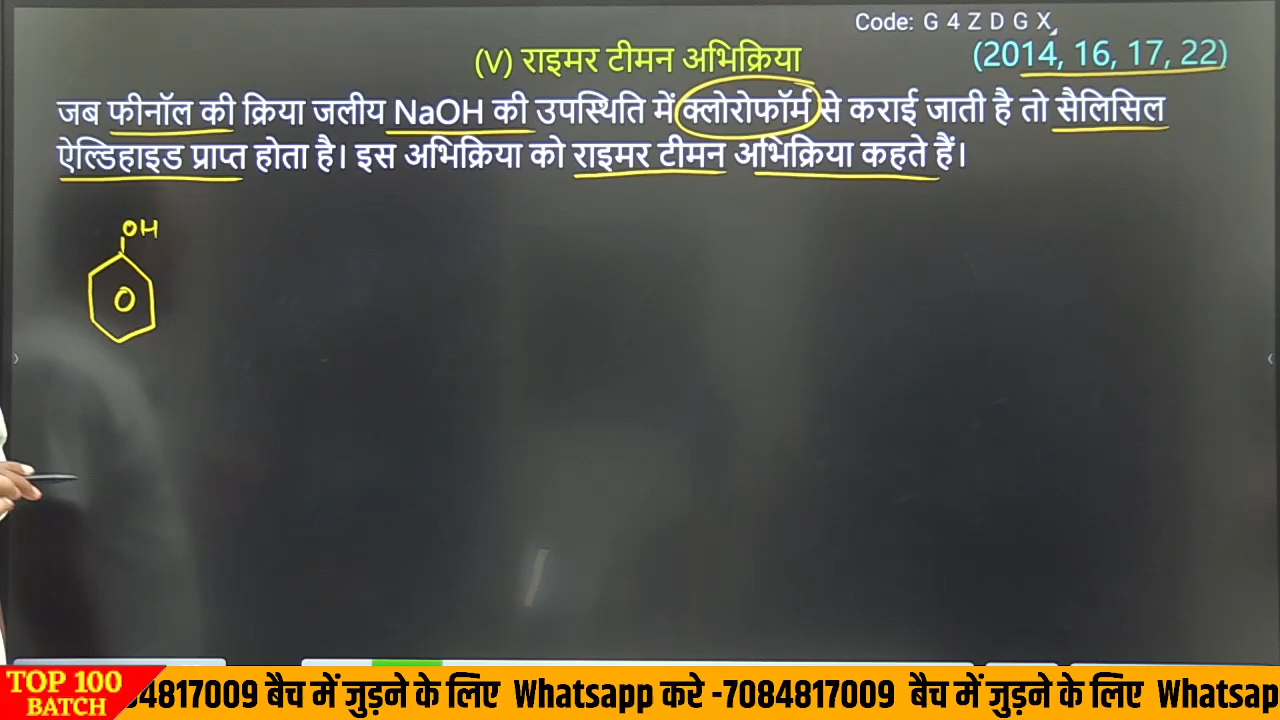 Code: G 4 Z D G X
(V) राइमर टीमन अभिक्रिया
(2014, 16, 17, 22)
जब फीनॉल की क्रिया जलीय NaOH की उपस्थिति में क्लोरोफॉर्म से कराई जाती है तो सैलिसिल
ऐल्डिहाइड प्राप्त होता है। इस अभिक्रिया को राइमर टीमन अभिक्रिया कहते हैं।
OH
TOP 100
BATCH
84817009 बैच में जुड़ने के लिए Whatsapp करे -7084817009 बैच में जुड़ने के लिए Whatsap